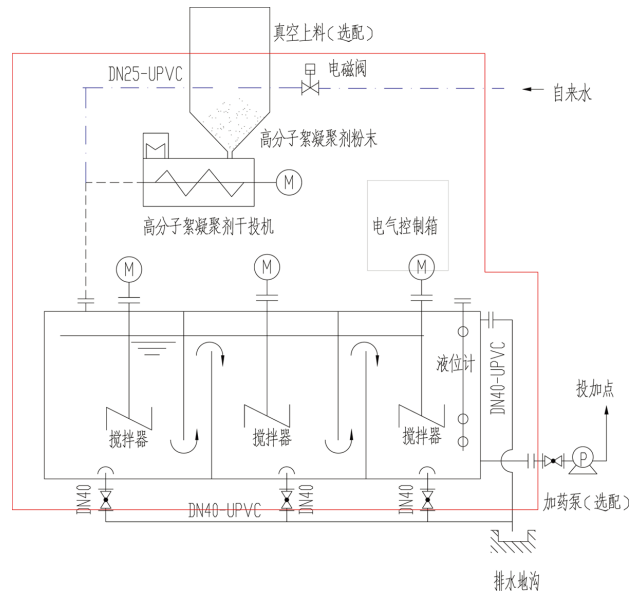 真空上料(选配)
DN25-UPVC
电磁阀
自来水
高分子絮凝聚剂粉末
M
高分子絮凝聚剂干投机
电气控制箱
M
M
M
液位计
DN40-UPVC
投加点
搅拌器
搅拌器
搅拌器
P
DN40
DN40
DN40
DN40-UPVC
加药泵(选配)
排水地沟